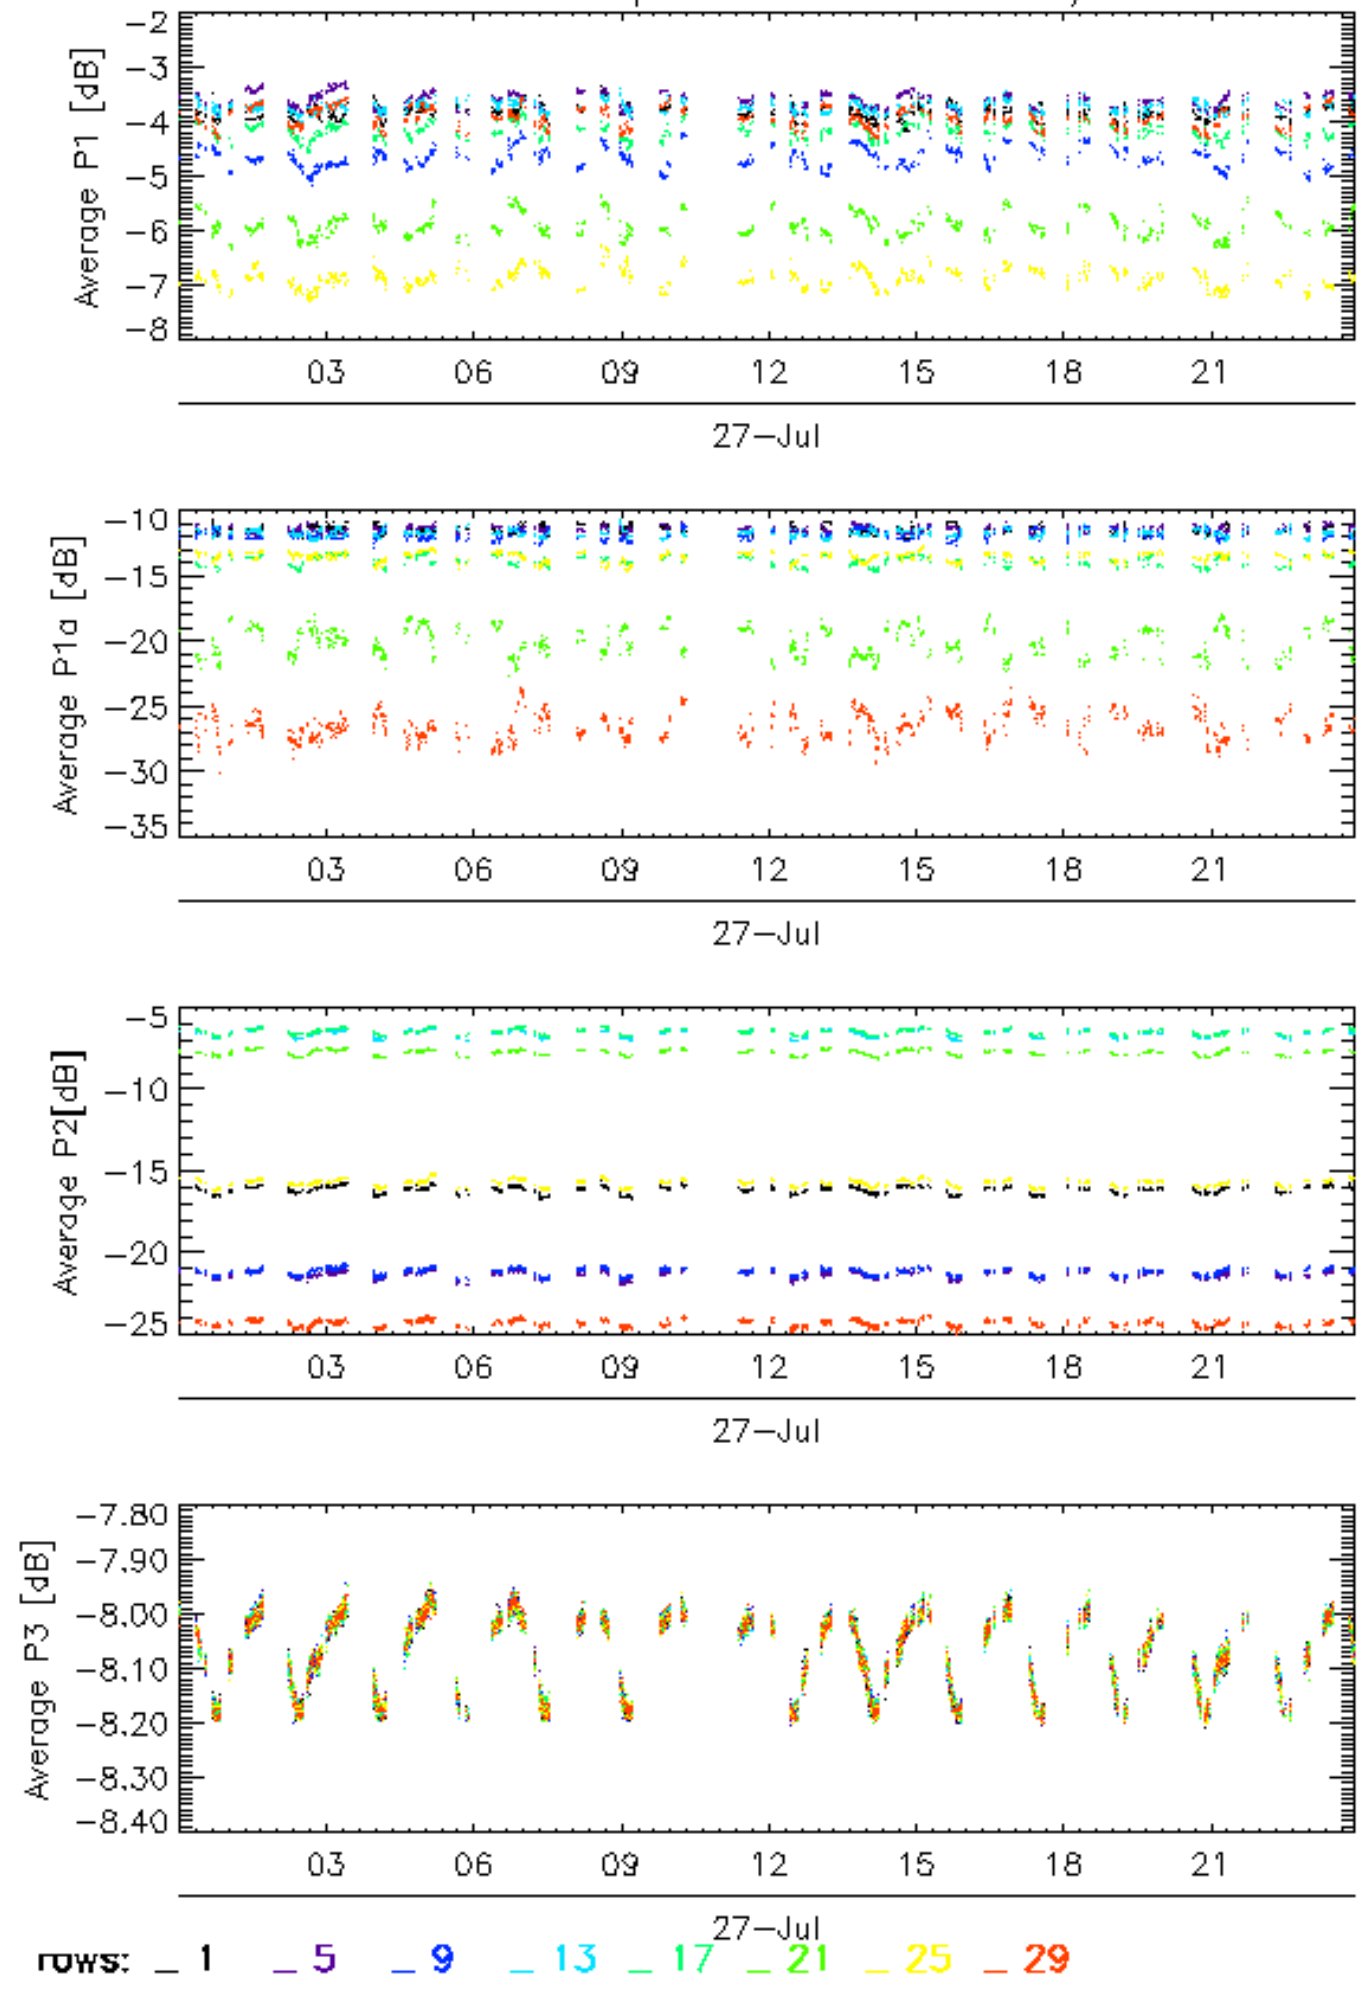 -2
-3
-4
-5
-6
-7
-8
Average P1 [dB]
03 06 09 12 15 18 21
27-Jul
-10
-15
-20
-25
-30
-35
Average P1a [dB]
03 06 09 12 15 18 21
27-Jul
-5
-10
-15
-20
-25
Average P2[dB]
03 06 09 12 15 18 21
27-Jul
-7.80
-7.90
-8.00
-8.10
-8.20
-8.30
-8.40
Average P3 [dB]
03 06 09 12 15 18 21
27-Jul
rows: _ 1 _ 5 _ 9 _ 13 _ 17 _ 21 _ 25 _ 29